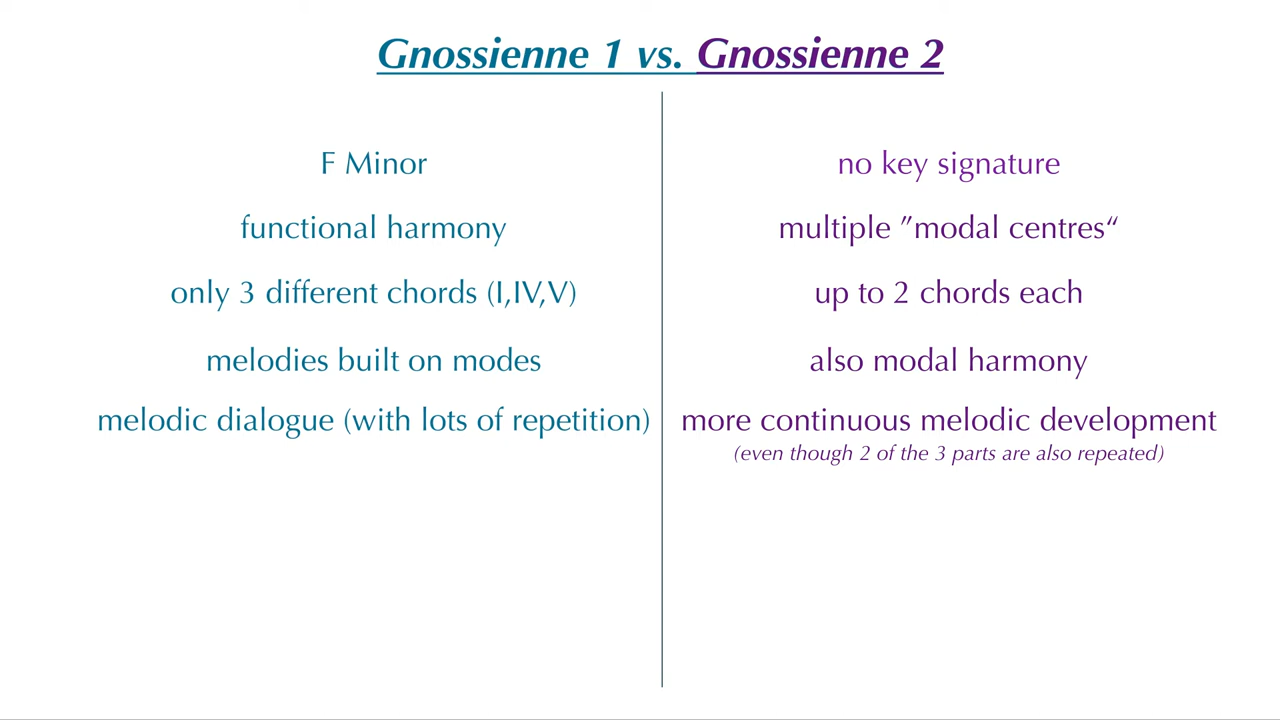 Gnossienne 1 vs. Gnossienne 2
F Minor
functional harmony
only 3 different chords (I,IV,V)
melodies built on modes
melodic dialogue (with lots of repetition)
no key signature
multiple ”modal centres“
up to 2 chords each
also modal harmony
more continuous melodic development
(even though 2 of the 3 parts are also repeated)